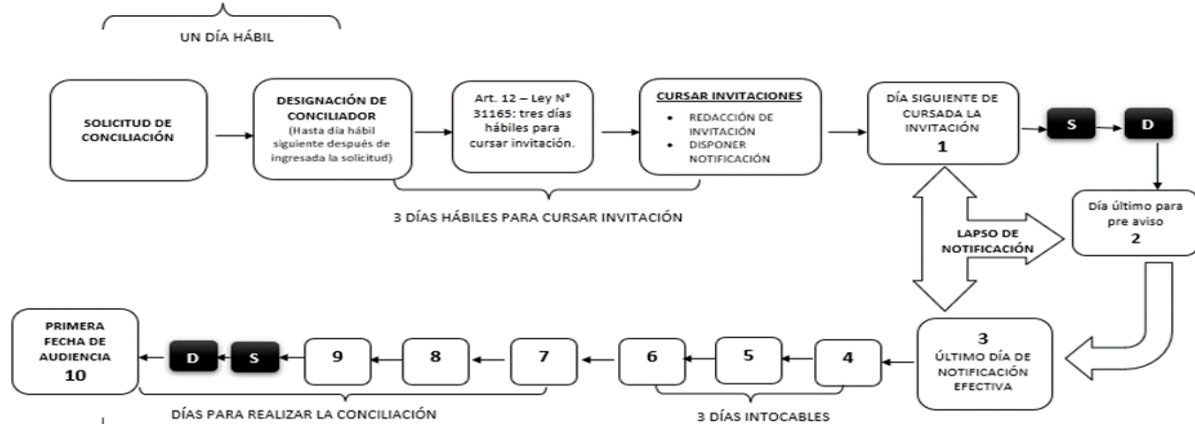 UN DÍA HÁBIL
SOLICITUD DE
CONCILIACIÓN
DESIGNACIÓN DE
CONCILIADOR
(Hasta día hábil
siguiente después de
ingresada la solicitud)
Art. 12 – Ley N°
31165: tres días
hábiles para
cursar invitación.
CURSAR INVITACIONES
• REDACCIÓN DE
INVITACIÓN
• DISPONER
NOTIFICACIÓN
DÍA SIGUIENTE DE
CURSADA LA
INVITACIÓN
1
S
D
3 DÍAS HÁBILES PARA CURSAR INVITACIÓN
Día último para
pre aviso
2
LAPSO DE
NOTIFICACIÓN
3
ÚLTIMO DÍA DE
NOTIFICACIÓN
EFECTIVA
4
5
6
7
8
9
S
D
PRIMERA
FECHA DE
AUDIENCIA
10
3 DÍAS INTOCABLES
DÍAS PARA REALIZAR LA CONCILIACIÓN